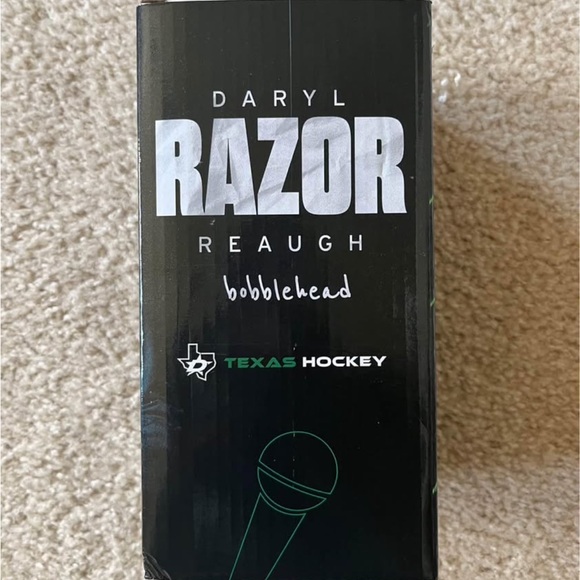 DARYL
RAZOR
REAUGH
bobblehead
TEXAS HOCKEY